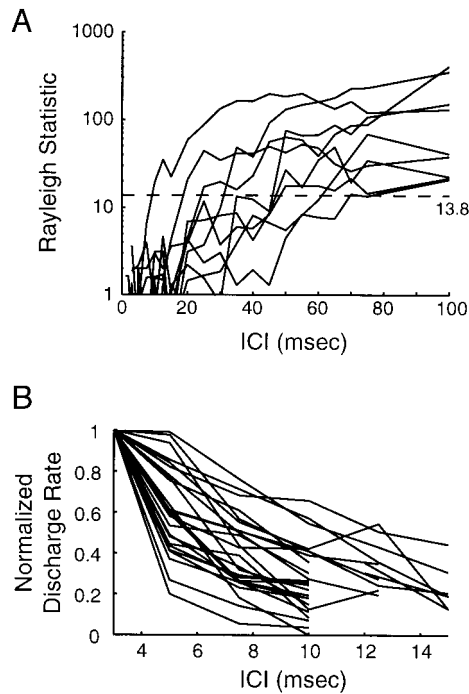 A
1000
100
10
1
Rayleigh Statistic
13.8
0 20 40 60 80 100
ICI (msec)
B
1
0.8
0.6
0.4
0.2
0
Normalized
Discharge Rate
4 6 8 10 12 14
ICI (msec)